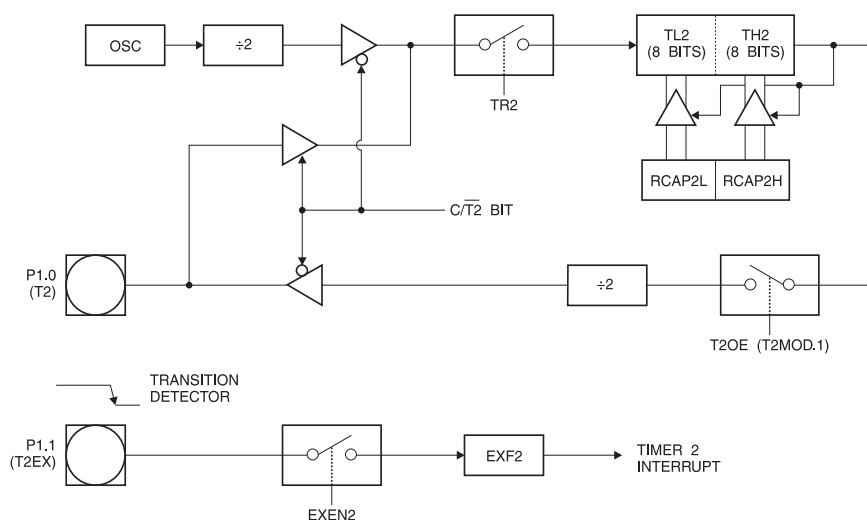 OSC
÷2
TR2
TL2
(8 BITS)
TH2
(8 BITS)
RCAP2L
RCAP2H
C/T2 BIT
P1.0
(T2)
÷2
T2OE (T2MOD.1)
TRANSITION
DETECTOR
P1.1
(T2EX)
EXEN2
EXF2
TIMER 2
INTERRUPT